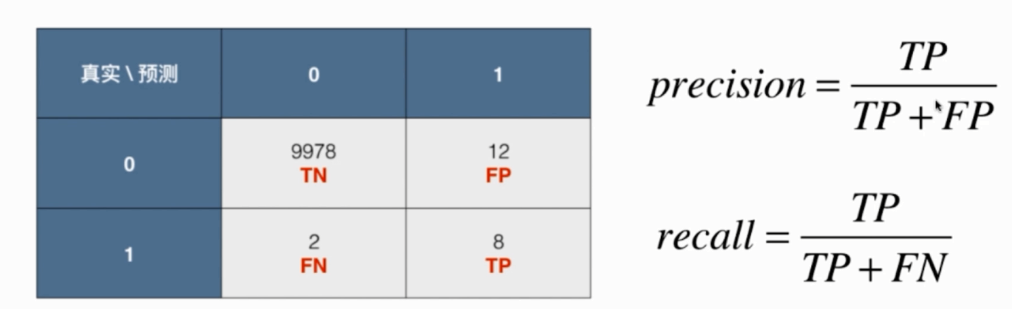 真实 \ 预测 0 1
0 9978 TN 12 FP
1 2 FN 8 TP
precision = TP / TP + FP
recall = TP / TP + FN